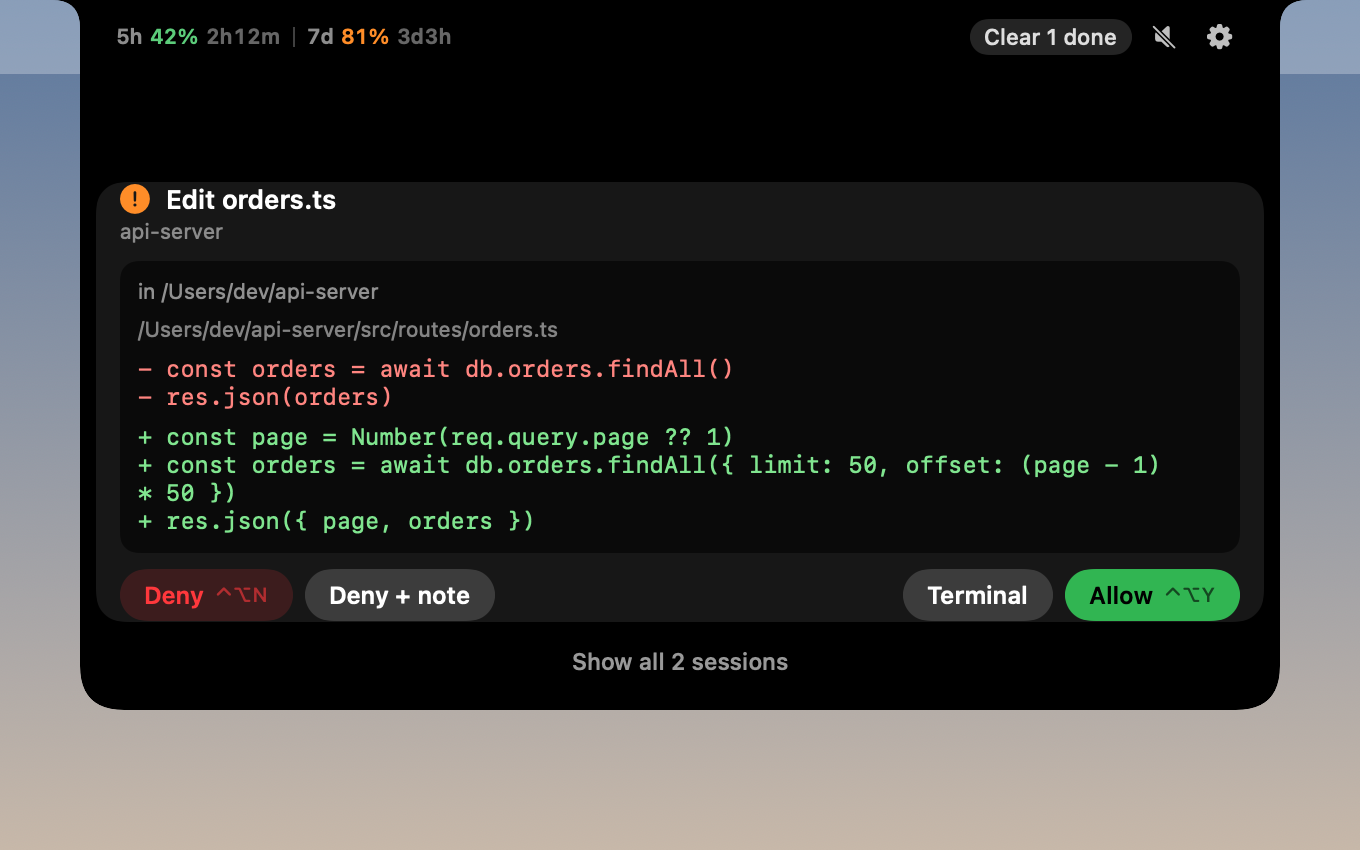 5h 42% 2h12m | 7d 81% 3d3h
Clear 1 done
! Edit orders.ts
api-server
in /Users/dev/api-server
/Users/dev/api-server/src/routes/orders.ts
- const orders = await db.orders.findAll()
- res.json(orders)
+ const page = Number(req.query.page ?? 1)
+ const orders = await db.orders.findAll({ limit: 50, offset: (page - 1)
* 50 })
+ res.json({ page, orders })
Deny ^⌥N
Deny + note
Terminal
Allow ^⌥Y
Show all 2 sessions